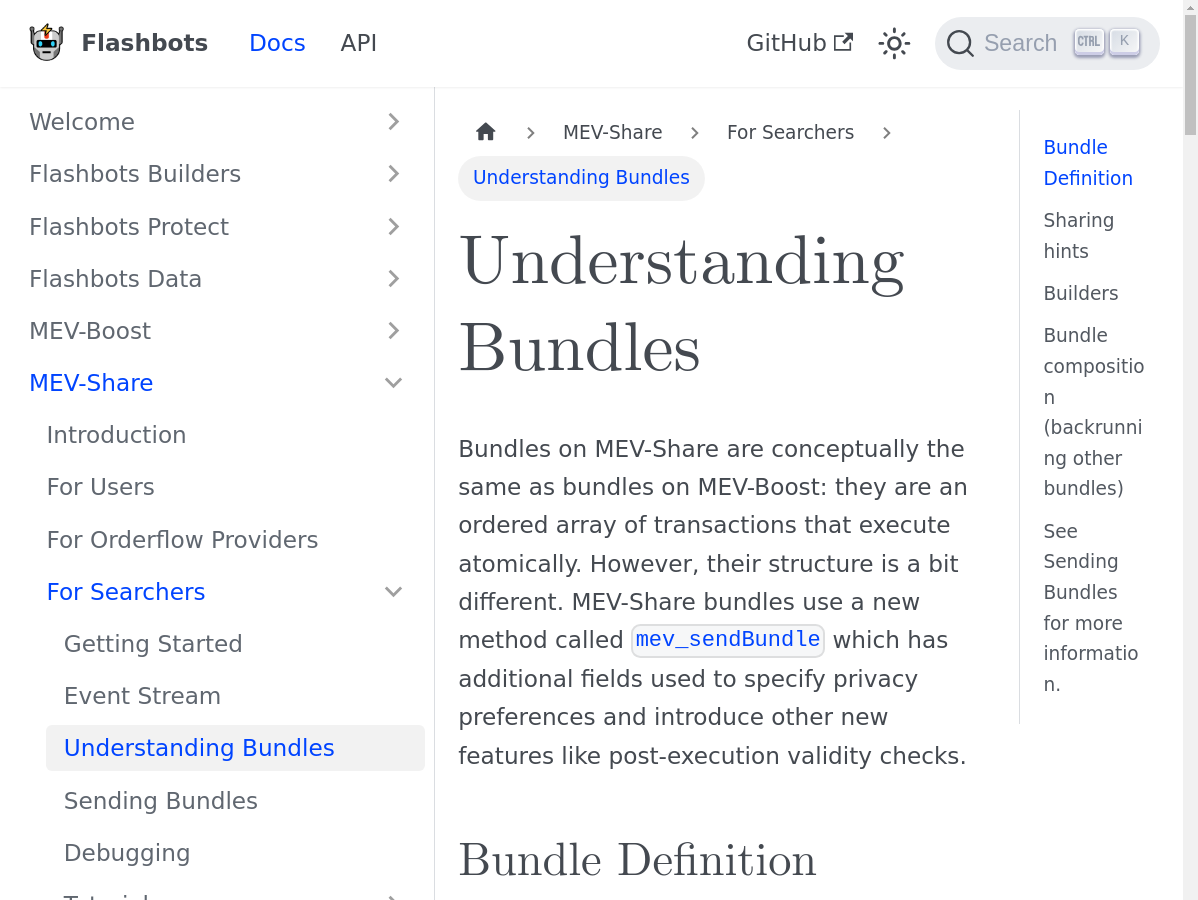 Flashbots Docs API GitHub Search CTRL K
Welcome
Flashbots Builders
Flashbots Protect
Flashbots Data
MEV-Boost
MEV-Share
Introduction
For Users
For Orderflow Providers
For Searchers
Getting Started
Event Stream
Understanding Bundles
Sending Bundles
Debugging
MEV-Share For Searchers
Understanding Bundles
Understanding
Bundles
Bundles on MEV-Share are conceptually the
same as bundles on MEV-Boost: they are an
ordered array of transactions that execute
atomically. However, their structure is a bit
different. MEV-Share bundles use a new
method called mev_sendBundle which has
additional fields used to specify privacy
preferences and introduce other new
features like post-execution validity checks.
Bundle Definition
Bundle
Definition
Sharing
hints
Builders
Bundle
compositio
n
(backrunni
ng other
bundles)
See
Sending
Bundles
for more
informatio
n.